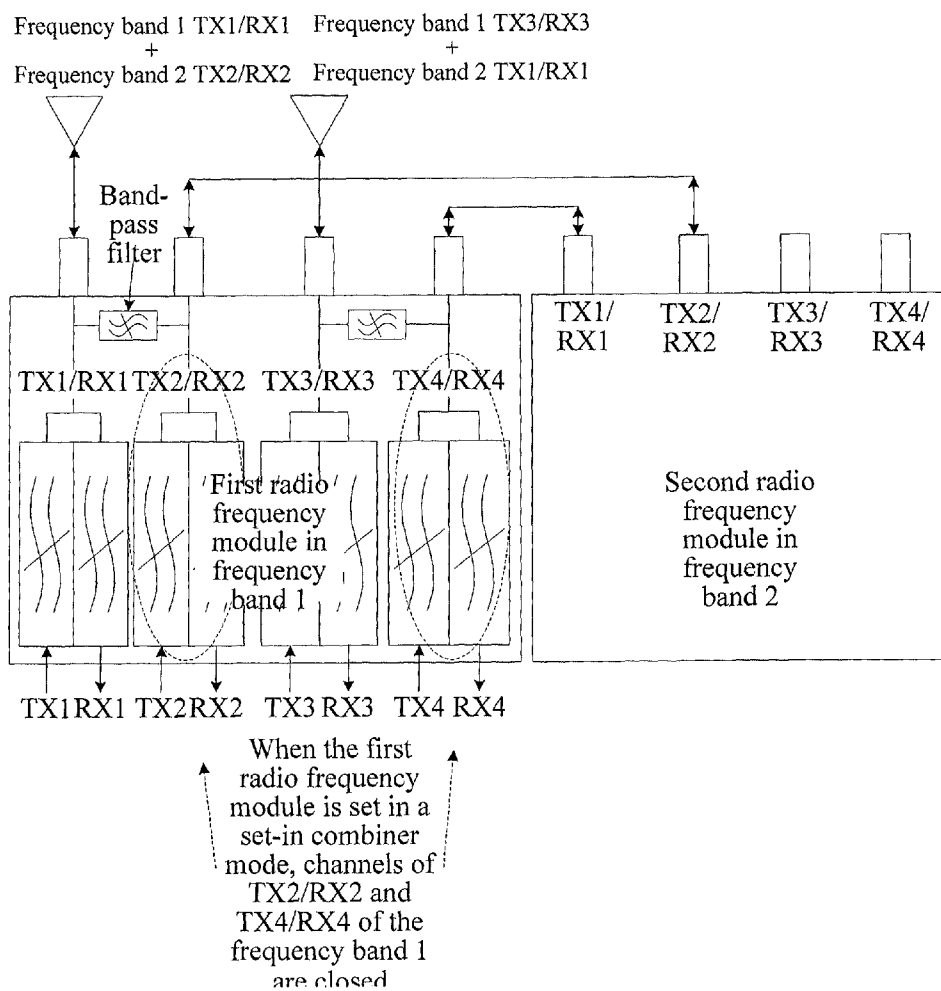 Frequency band 1 TX1/RX1
+
Frequency band 2 TX2/RX2
Frequency band 1 TX3/RX3
+
Frequency band 2 TX1/RX1
Band-
pass
filter
TX1/RX1
TX2/RX2
TX3/RX3
TX4/RX4
TX1/
RX1
TX2/
RX2
TX3/
RX3
TX4/
RX4
First radio
frequency
module in
frequency
band 1
Second radio
frequency
module in
frequency
band 2
TX1 RX1 TX2 RX2 TX3 RX3 TX4 RX4
When the first
radio frequency
module is set in a
set-in combiner
mode, channels of
TX2/RX2 and
TX4/RX4 of the
frequency band 1
are closed